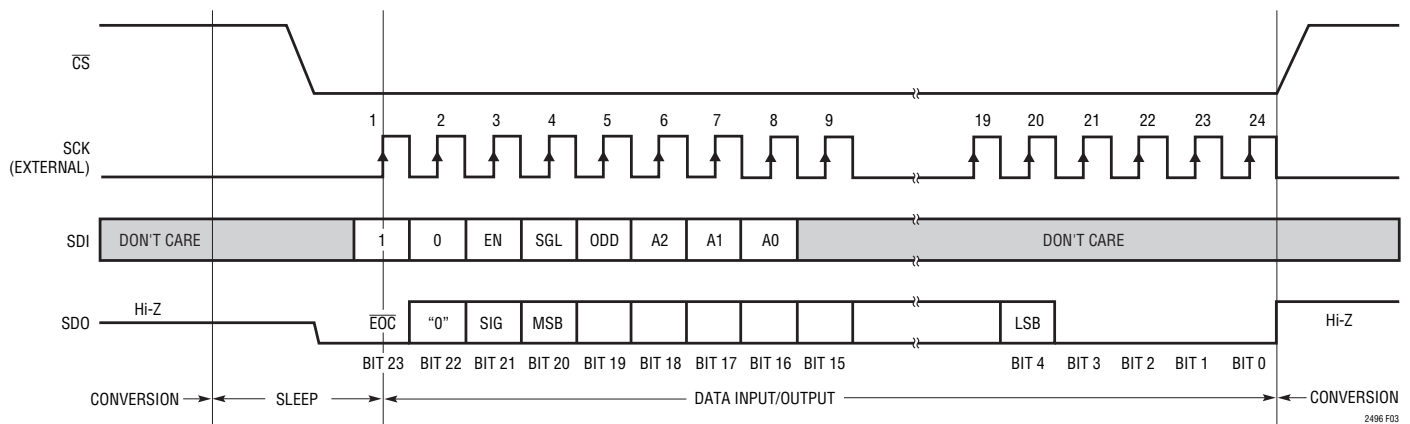 CS
1 2 3 4 5 6 7 8 9 19 20 21 22 23 24
SCK
(EXTERNAL)
SDI DON'T CARE 1 0 EN SGL ODD A2 A1 A0 DON'T CARE
Hi-Z Hi-Z
SDO EOC "0" SIG MSB LSB
BIT 23 BIT 22 BIT 21 BIT 20 BIT 19 BIT 18 BIT 17 BIT 16 BIT 15 BIT 4 BIT 3 BIT 2 BIT 1 BIT 0
CONVERSION SLEEP DATA INPUT/OUTPUT CONVERSION
2496 F03